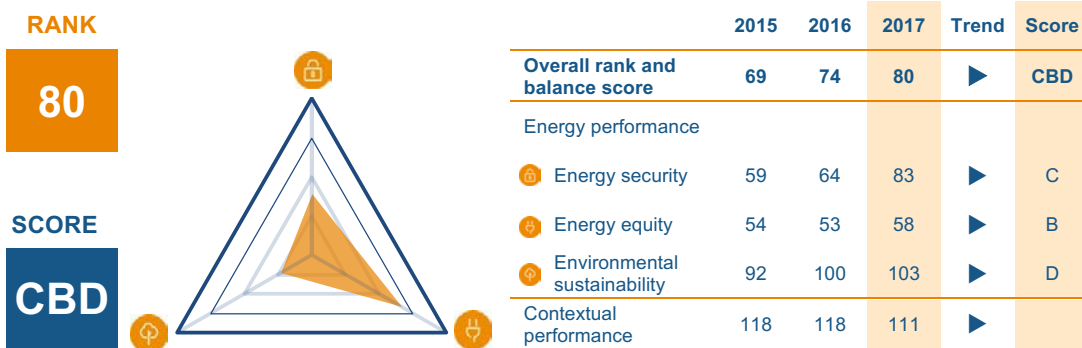 RANK
80
SCORE
CBD
2015 2016 2017 Trend Score
Overall rank and
balance score 69 74 80 CBD
Energy performance
Energy security 59 64 83 C
Energy equity 54 53 58 B
Environmental
sustainability 92 100 103 D
Contextual
performance 118 118 111